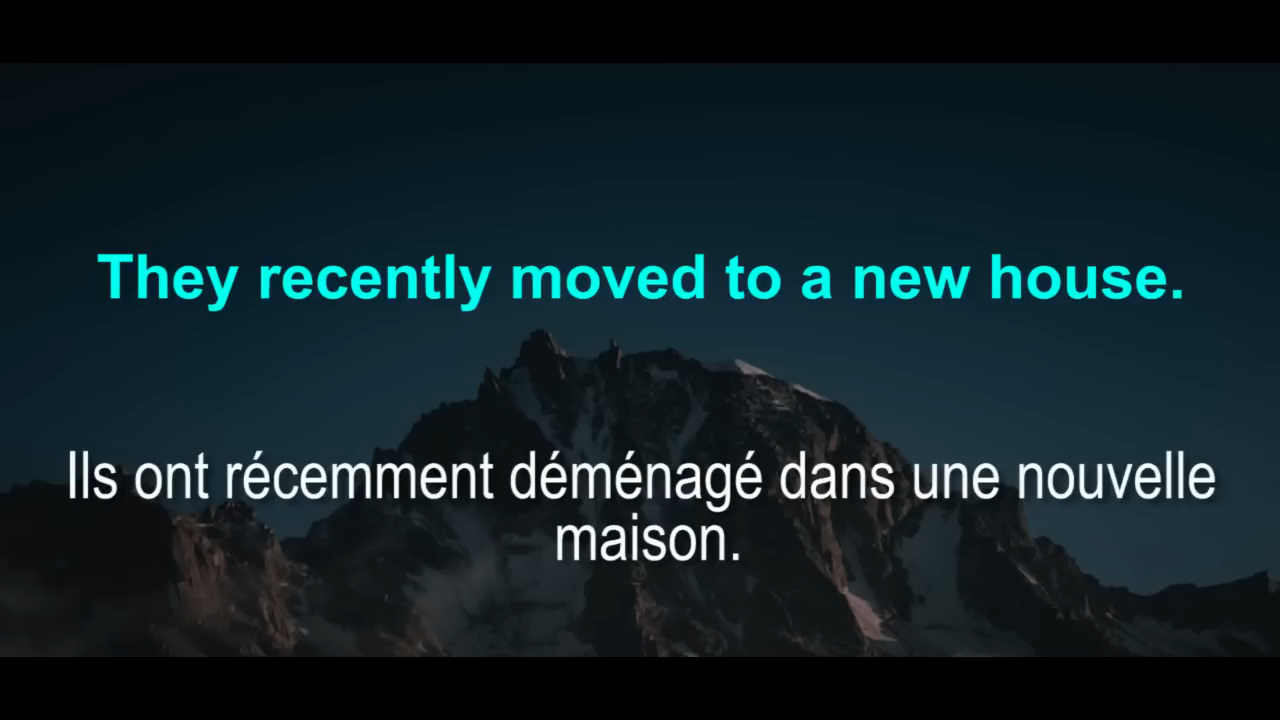 They recently moved to a new house.
Ils ont récemment déménagé dans une nouvelle
maison.